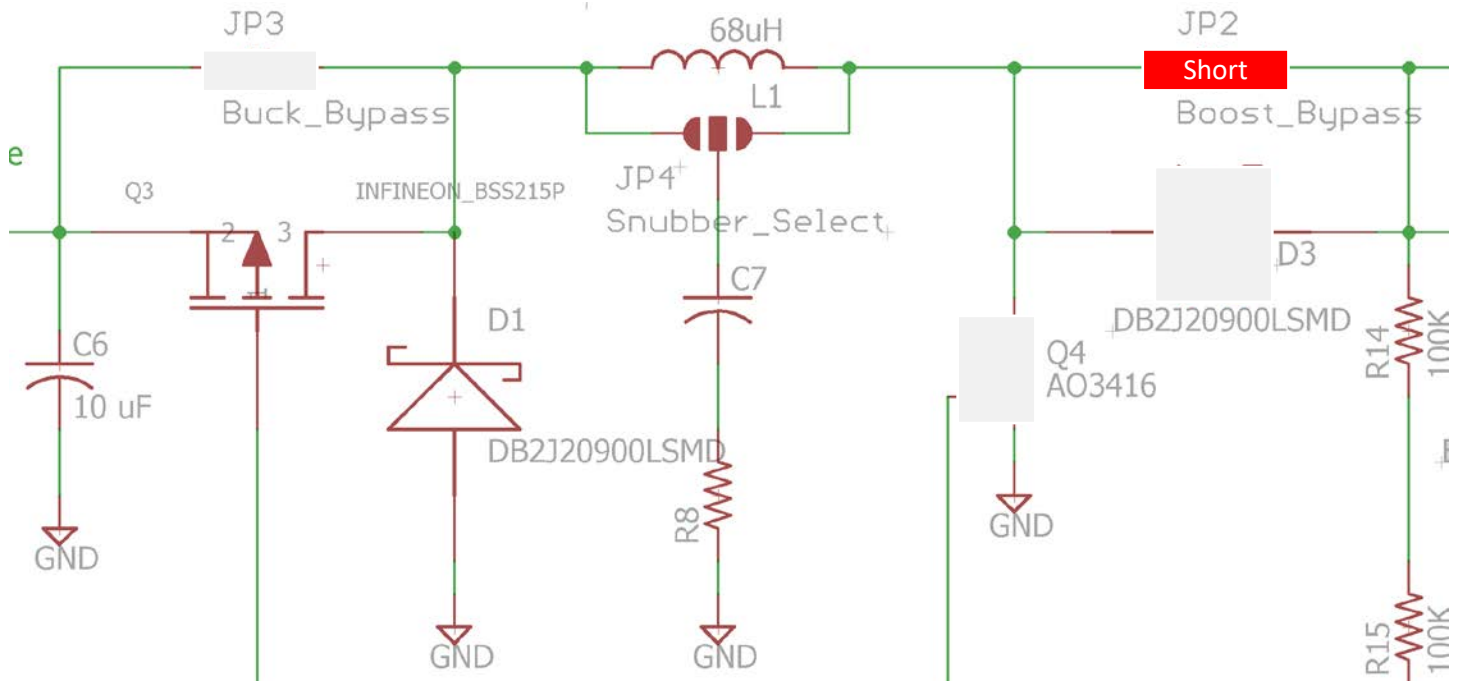 JP3
68uH
JP2
Short
L1
Buck_Bypass
Boost_Bypass
e
JP4
Q3
INFINEON_BSS215P
Snubber_Select
2
3
D3
C7
D1
DB2J20900LSMD
C6
Q4
R14
100K
AO3416
10 uF
DB2J20900LSMD
R8
GND
GND
GND
GND
R15
100K